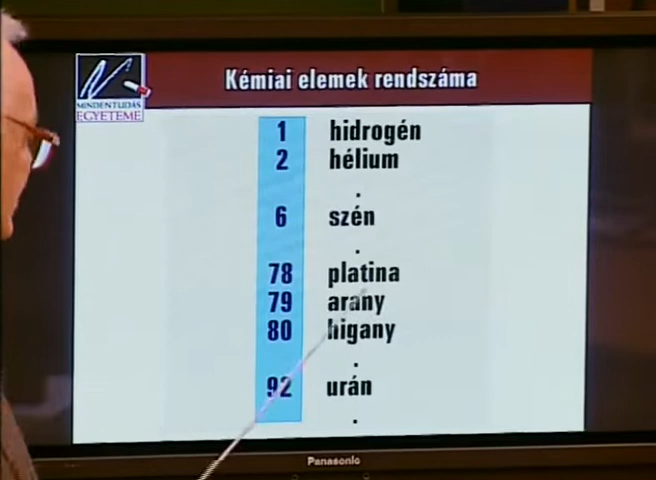 MINDENTUDÁS
EGYETEME
Kémiai elemek rendszáma
1 hidrogén
2 hélium
.
6 szén
.
78 platina
79 arany
80 higany
.
92 urán
.
Panasonic